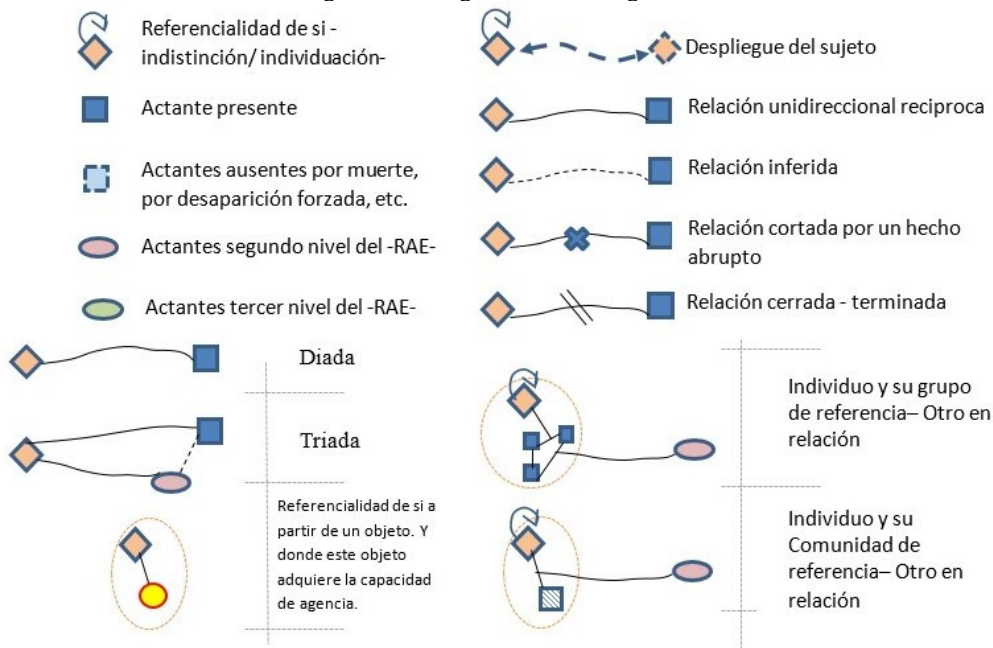 Referencialidad de si -
indistinción/ individuación-
Actante presente
Actantes ausentes por muerte,
por desaparición forzada, etc.
Actantes segundo nivel del -RAE-
Actantes tercer nivel del -RAE-
Despliegue del sujeto
Relación unidireccional reciproca
Relación inferida
Relación cortada por un hecho
abrupto
Relación cerrada - terminada
Diada
Triada
Referencialidad de si a
partir de un objeto. Y
donde este objeto
adquiere la capacidad
de agencia.
Individuo y su grupo
de referencia– Otro en
relación
Individuo y su
Comunidad de
referencia– Otro en
relación